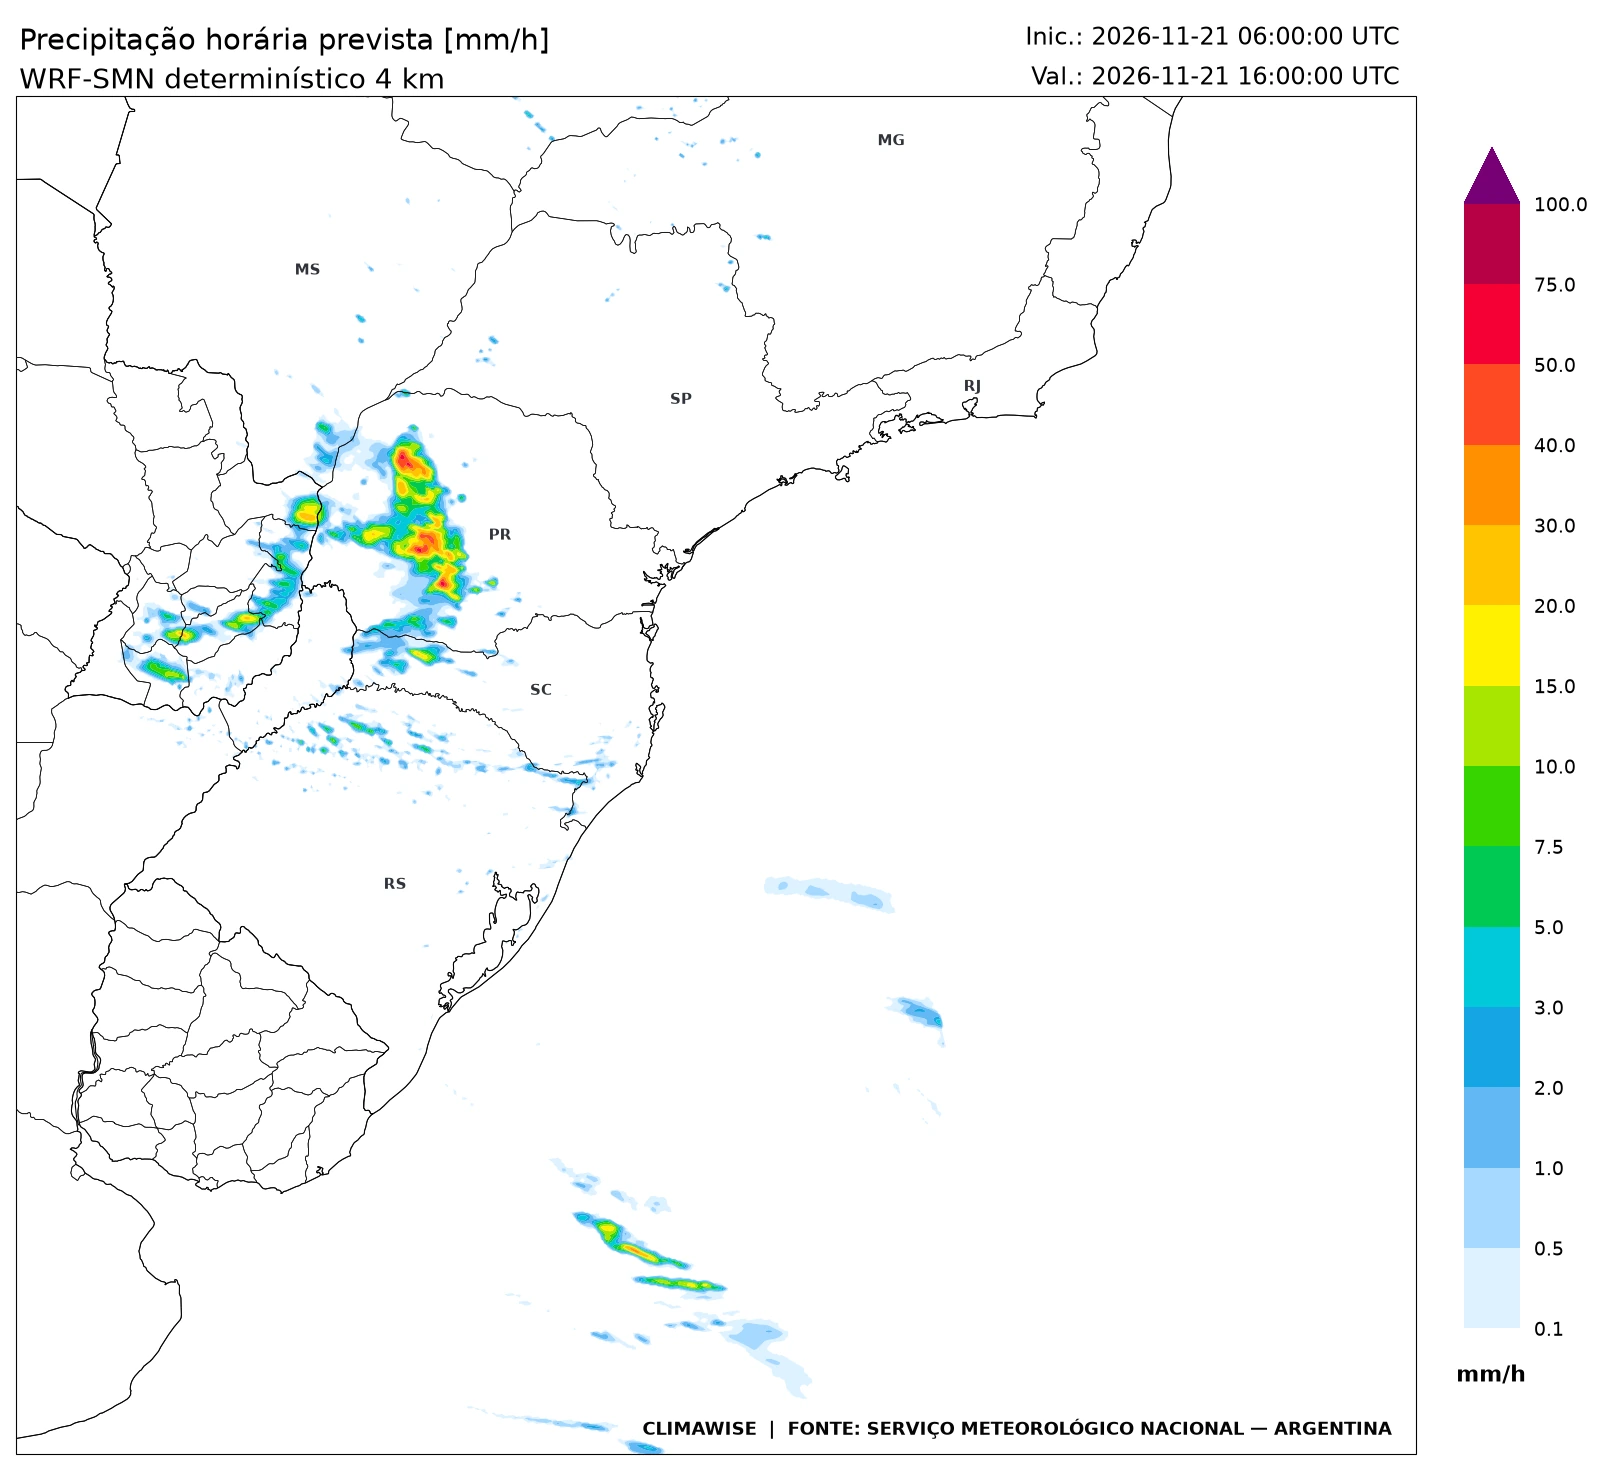 Precipitação horária prevista [mm/h]
WRF-SMN determinístico 4 km
Inic.: 2026-11-21 06:00:00 UTC
Val.: 2026-11-21 16:00:00 UTC
MG
MS
SP
RJ
PR
SC
RS
100.0
75.0
50.0
40.0
30.0
20.0
15.0
10.0
7.5
5.0
3.0
2.0
1.0
0.5
0.1
mm/h
CLIMAWISE | FONTE: SERVIÇO METEOROLÓGICO NACIONAL — ARGENTINA